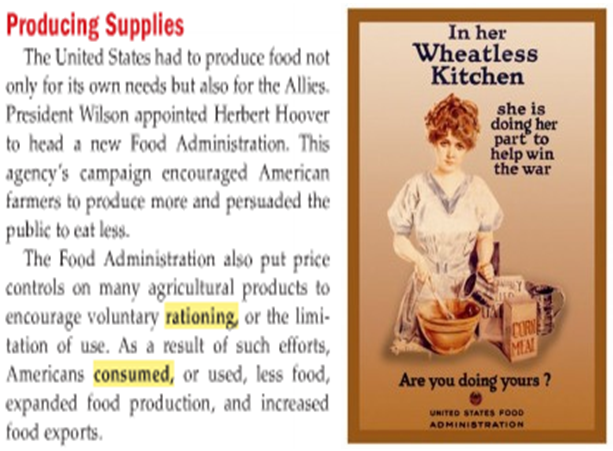 Producing Supplies
The United States had to produce food not
only for its own needs but also for the Allies.
President Wilson appointed Herbert Hoover
to head a new Food Administration. This
agency's campaign encouraged American
farmers to produce more and persuaded the
public to eat less.
The Food Administration also put price
controls on many agricultural products to
encourage voluntary rationing, or the limi-
tation of use. As a result of such efforts,
Americans consumed, or used, less food,
expanded food production, and increased
food exports.
In her
Wheatless
Kitchen
she is
doing her
part to
help win
the war
CORN
MEAL
Are you doing yours?
UNITED STATES FOOD
ADMINISTRATION